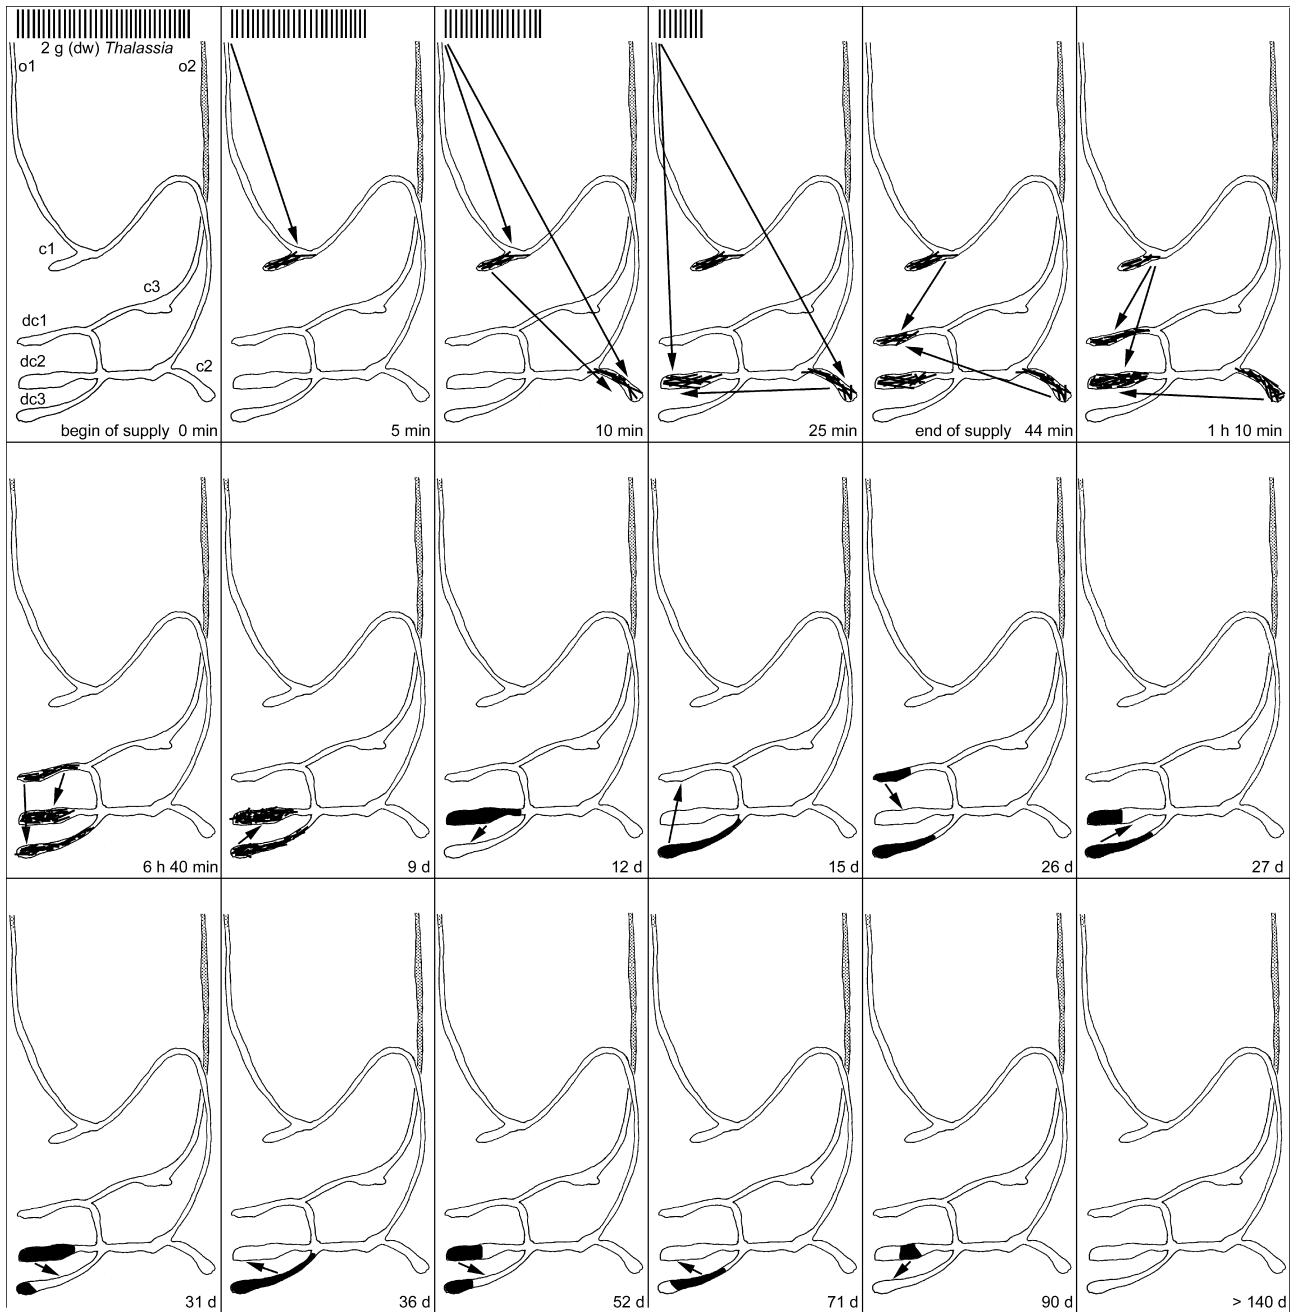 2 g (dw) Thalassia
o1
o2
c1
c3
dc1
dc2
c2
dc3
begin of supply 0 min
5 min
10 min
25 min
end of supply 44 min
1 h 10 min
6 h 40 min
9 d
12 d
15 d
26 d
27 d
31 d
36 d
52 d
71 d
90 d
> 140 d